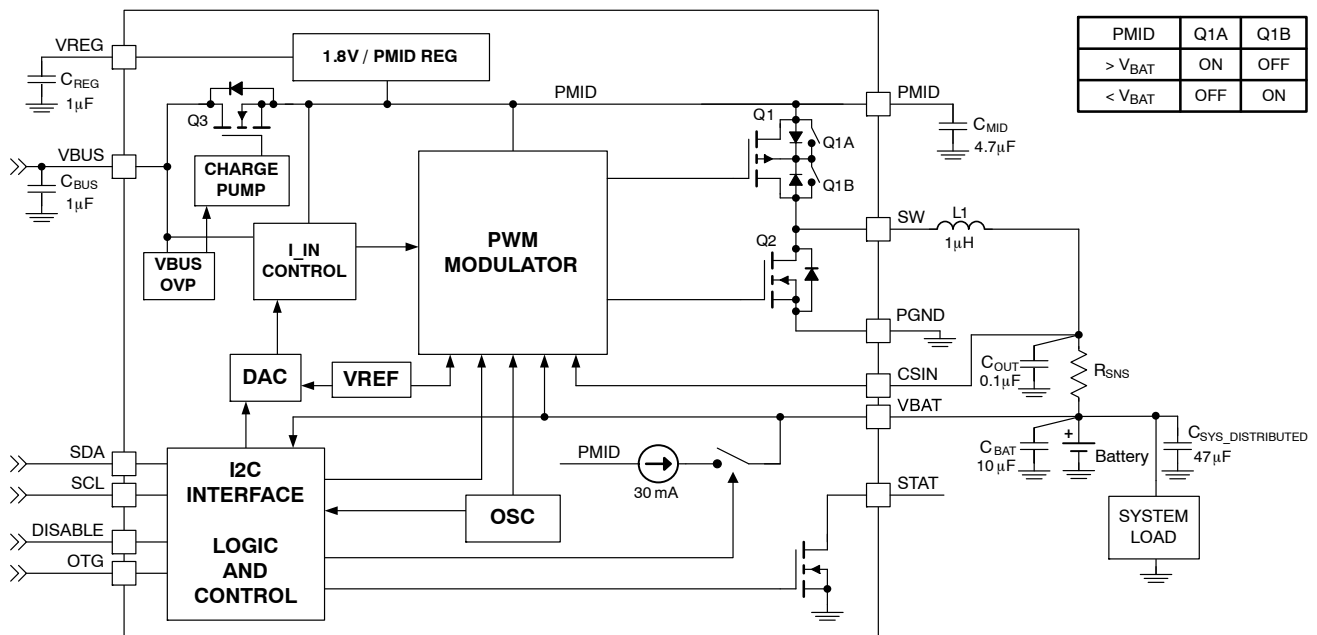 VREG
C_REG
1μF
1.8V / PMID REG
PMID
Q3
VBUS
C_BUS
1μF
CHARGE
PUMP
VBUS
OVP
I_IN
CONTROL
PWM
MODULATOR
DAC
VREF
Q1
Q1A
Q1B
Q2
PMID
C_MID
4.7μF
PMID Q1A Q1B
> V_BAT ON OFF
< V_BAT OFF ON
SW
L1
1μH
PGND
CSIN
C_OUT
0.1μF
R_SNS
VBAT
C_BAT
10 μF
+
Battery
C_SYS_DISTRIBUTED
47μF
SYSTEM
LOAD
SDA
SCL
DISABLE
OTG
I2C
INTERFACE
LOGIC
AND
CONTROL
OSC
PMID
30 mA
STAT